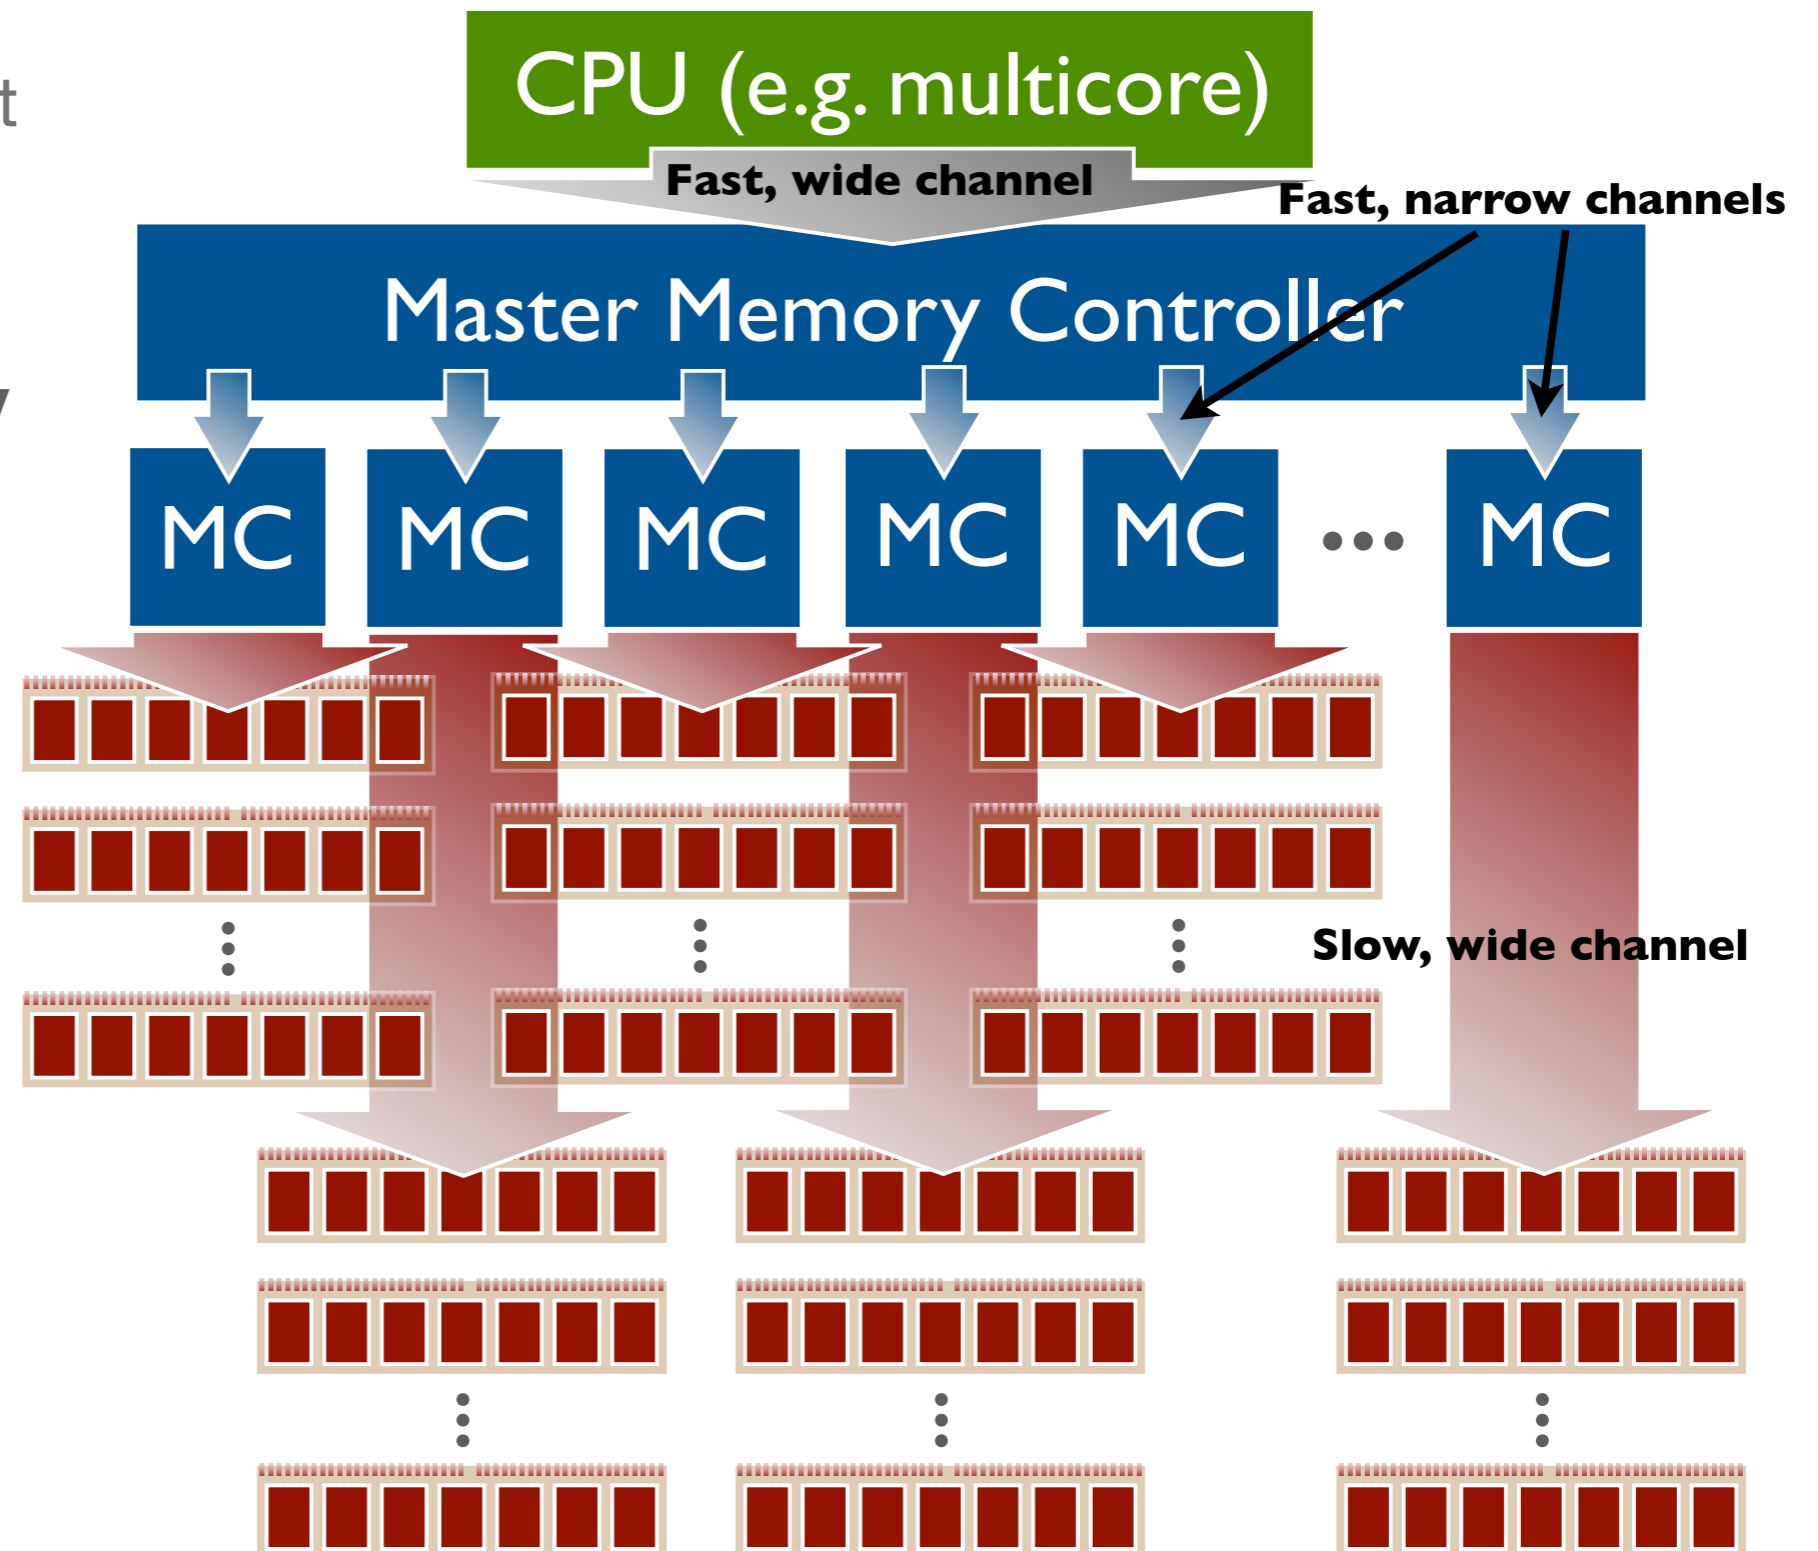 t
CPU (e.g. multicore)
Fast, wide channel
Fast, narrow channels
Master Memory Controller
y
MC MC MC MC MC ... MC
Slow, wide channel